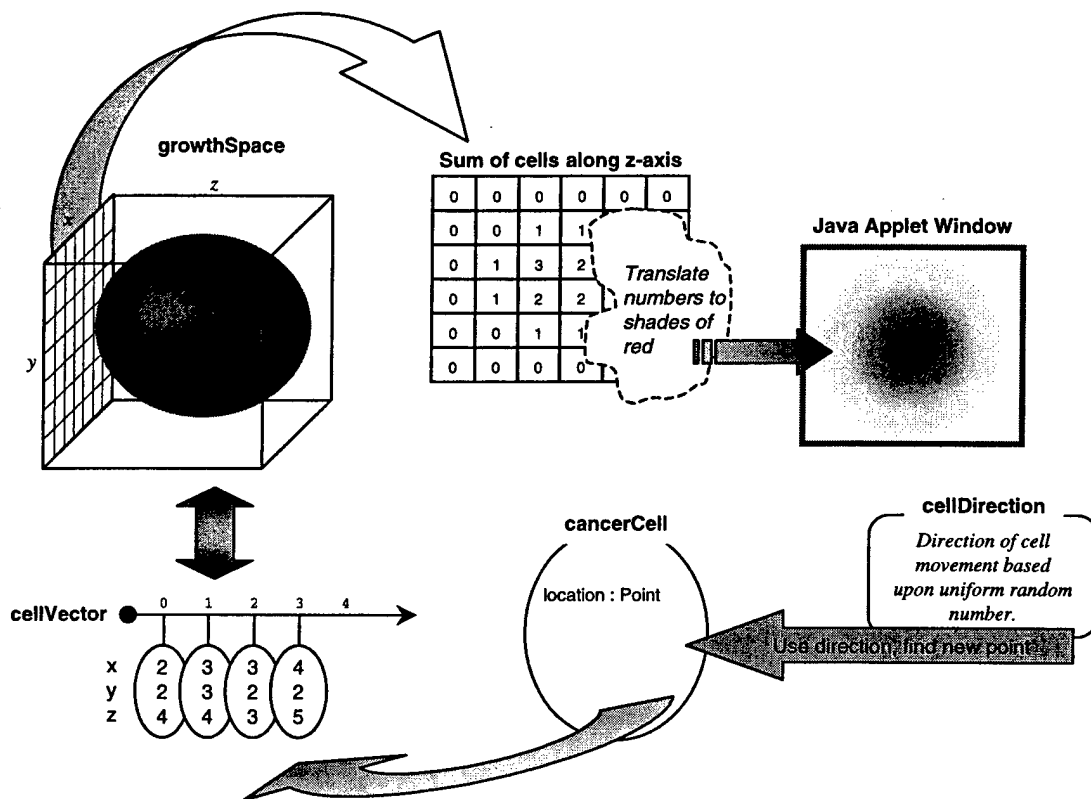 growthSpace
z
x
y
Sum of cells along z-axis
0 0 0 0 0 0
0 0 1 1
0 1 3 2
0 1 2 2
0 0 1 1
0 0 0 0
Translate
numbers to
shades of
red
Java Applet Window
cellVector
0 1 2 3 4
x 2 3 3 4
y 2 3 2 2
z 4 4 3 5
cancerCell
location : Point
cellDirection
Direction of cell
movement based
upon uniform random
number.
Use direction, find new point